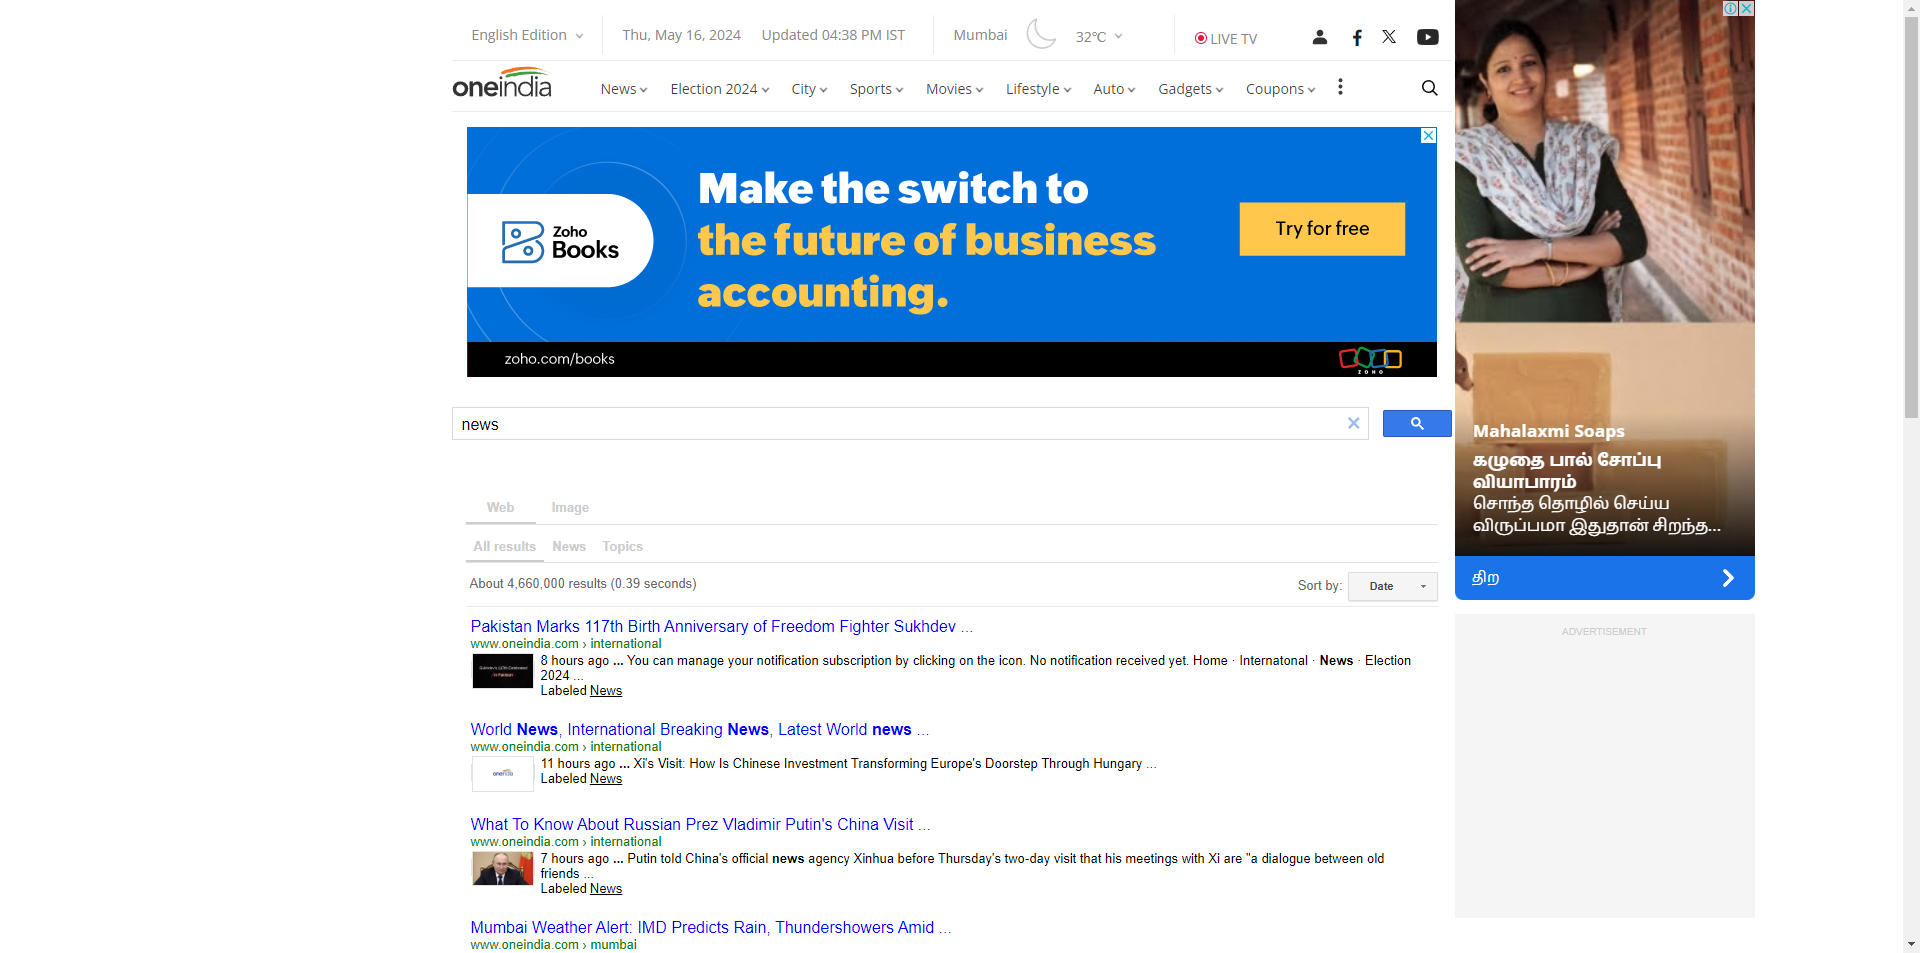 English Edition
Thu, May 16, 2024
Updated 04:38 PM IST
Mumbai
32℃
LIVE TV
oneindia
News
Election 2024
City
Sports
Movies
Lifestyle
Auto
Gadgets
Coupons
Zoho
Books
Make the switch to
the future of business
accounting.
Try for free
zoho.com/books
ZOHO
news
Web
Image
All results
News
Topics
About 4,660,000 results (0.39 seconds)
Sort by:
Date
Pakistan Marks 117th Birth Anniversary of Freedom Fighter Sukhdev ...
www.oneindia.com › international
8 hours ago ... You can manage your notification subscription by clicking on the icon. No notification received yet. Home · Internatonal · News · Election
2024 ...
Labeled News
World News, International Breaking News, Latest World news ...
www.oneindia.com › international
oneindia
11 hours ago ... Xi's Visit: How Is Chinese Investment Transforming Europe's Doorstep Through Hungary ...
Labeled News
What To Know About Russian Prez Vladimir Putin's China Visit ...
www.oneindia.com › international
7 hours ago ... Putin told China's official news agency Xinhua before Thursday's two-day visit that his meetings with Xi are "a dialogue between old
friends ...
Labeled News
Mumbai Weather Alert: IMD Predicts Rain, Thundershowers Amid ...
www.oneindia.com › mumbai
Mahalaxmi Soaps
கழுதை பால் சோப்பு
வியாபாரம்
சொந்த தொழில் செய்ய
விருப்பமா இதுதான் சிறந்த...
திற
ADVERTISEMENT